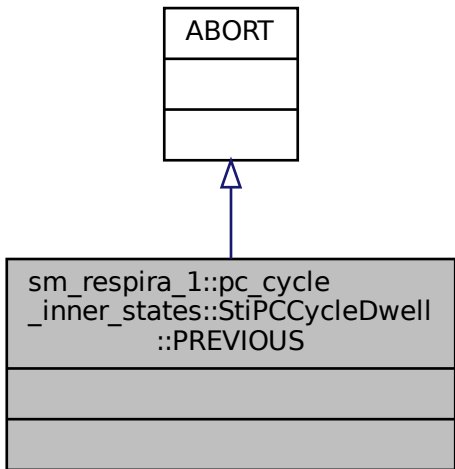 ABORT
sm_respira_1::pc_cycle
_inner_states::StiPCCycleDwell
::PREVIOUS